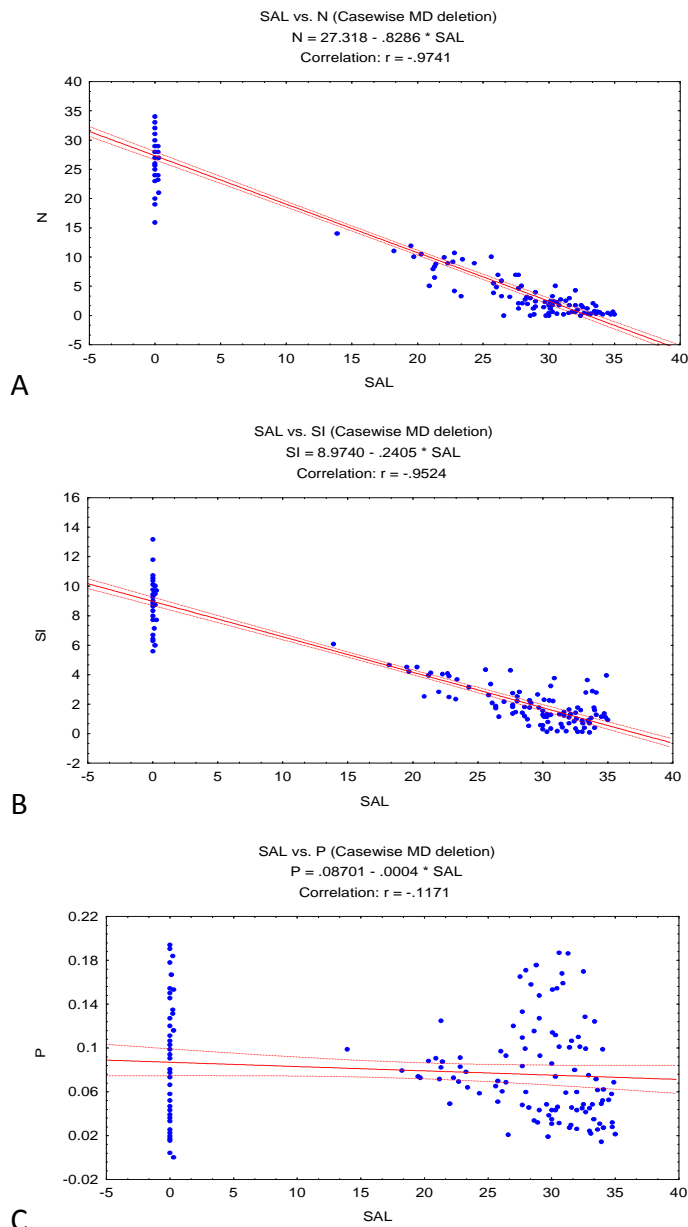 SAL vs. N (Casewise MD deletion)
N = 27.318 - .8286 * SAL
Correlation: r = -.9741
40
35
30
25
20
15
10
5
0
-5
N
-5 0 5 10 15 20 25 30 35 40
SAL
A
SAL vs. SI (Casewise MD deletion)
SI = 8.9740 - .2405 * SAL
Correlation: r = -.9524
16
14
12
10
8
6
4
2
0
-2
SI
-5 0 5 10 15 20 25 30 35 40
SAL
B
SAL vs. P (Casewise MD deletion)
P = .08701 - .0004 * SAL
Correlation: r = -.1171
0.22
0.18
0.14
0.1
0.06
0.02
-0.02
P
-5 0 5 10 15 20 25 30 35 40
SAL
C